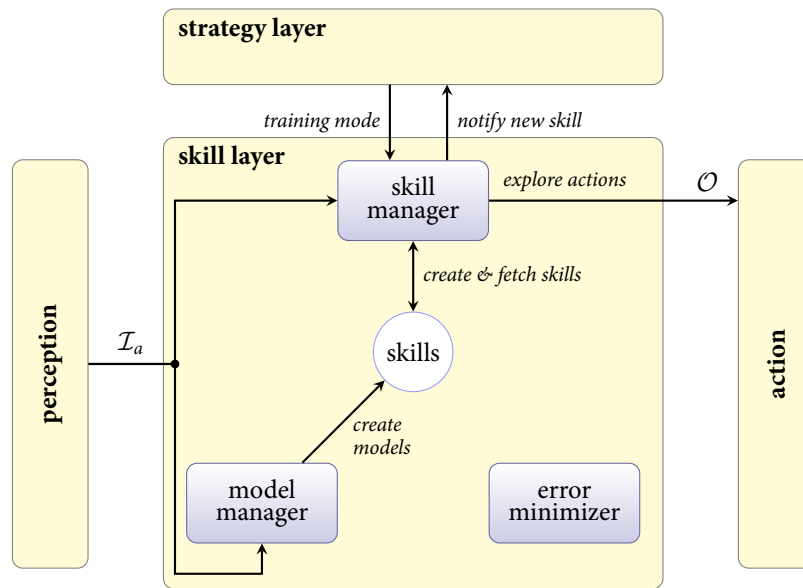 strategy layer
training mode
notify new skill
skill layer
skill
manager
explore actions
𝒪
create & fetch skills
perception
ℐₐ
skills
action
create
models
model
manager
error
minimizer